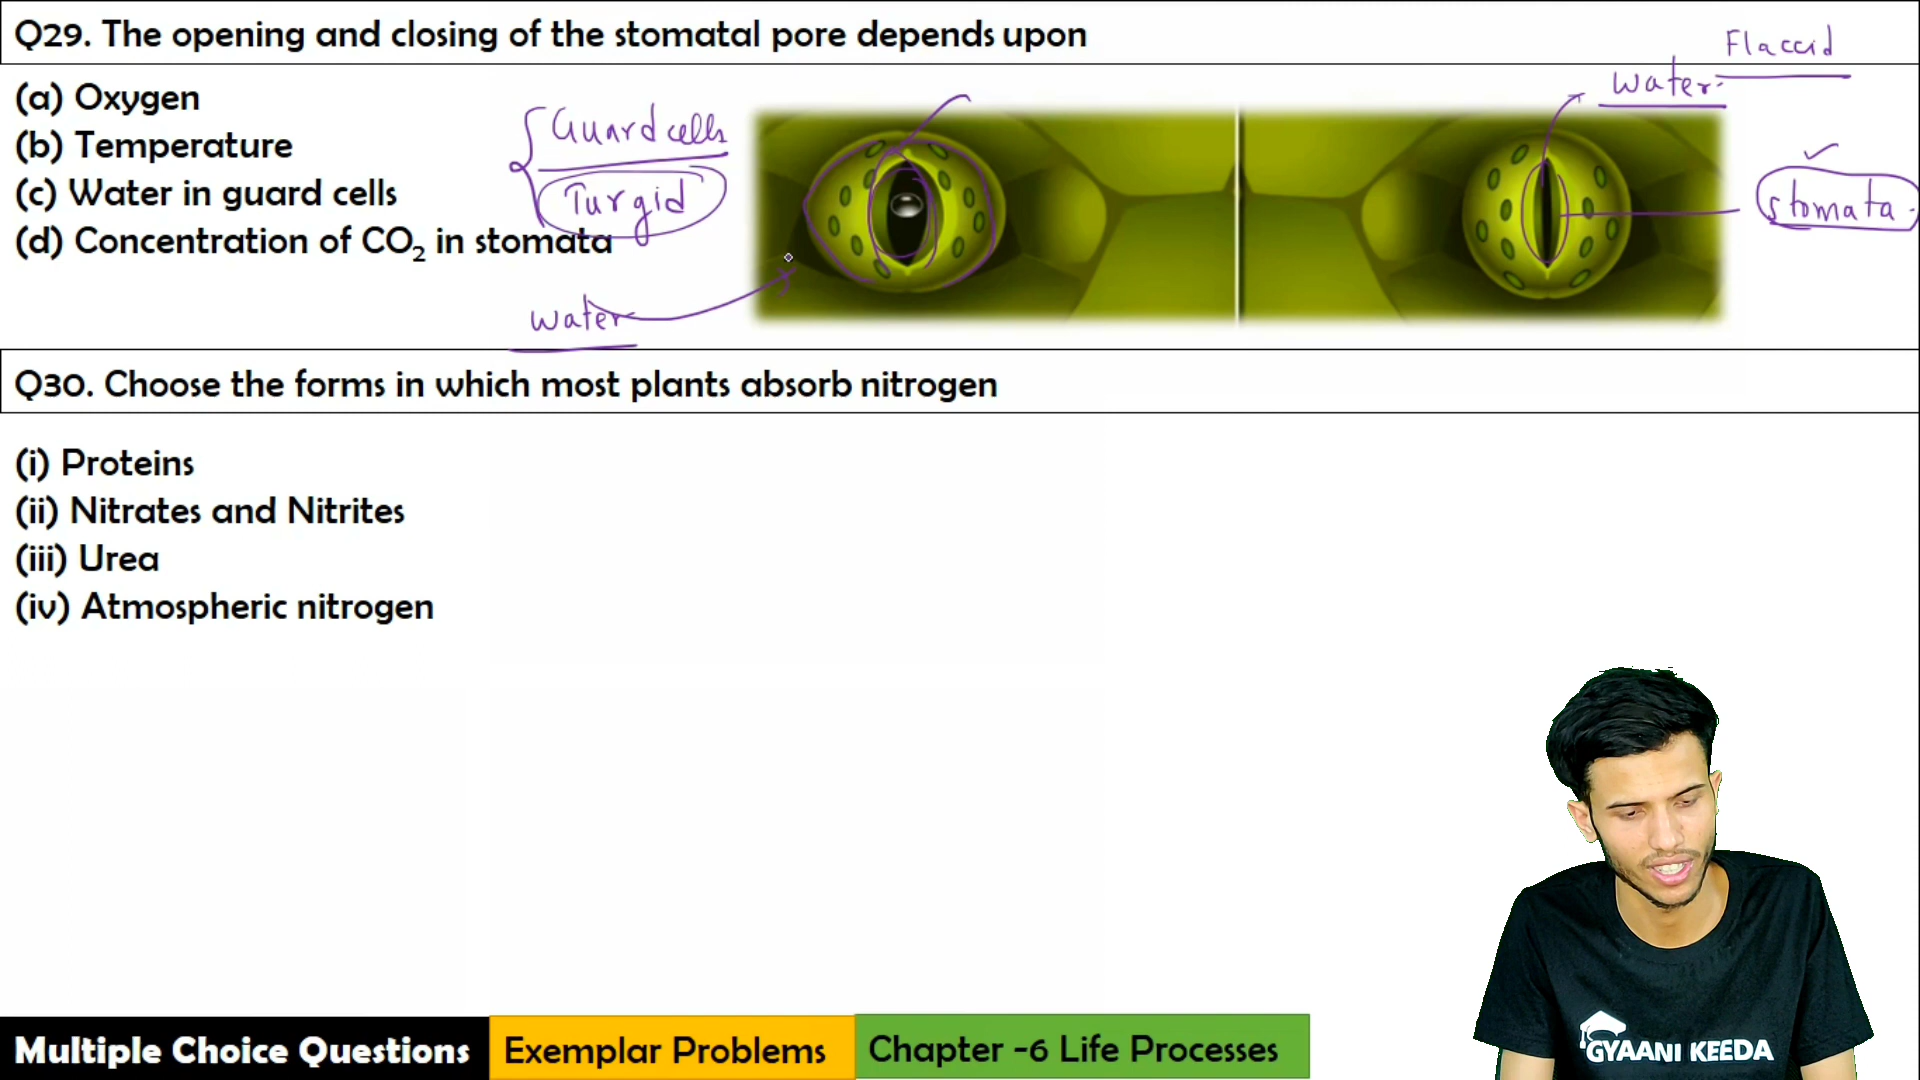 Q29. The opening and closing of the stomatal pore depends upon
(a) Oxygen
(b) Temperature
(c) Water in guard cells
(d) Concentration of CO₂ in stomata
Guard cells
Turgid
water
Flaccid
water
stomata
Q30. Choose the forms in which most plants absorb nitrogen
(i) Proteins
(ii) Nitrates and Nitrites
(iii) Urea
(iv) Atmospheric nitrogen
GYAANI KEEDA
Multiple Choice Questions
Exemplar Problems
Chapter -6 Life Processes